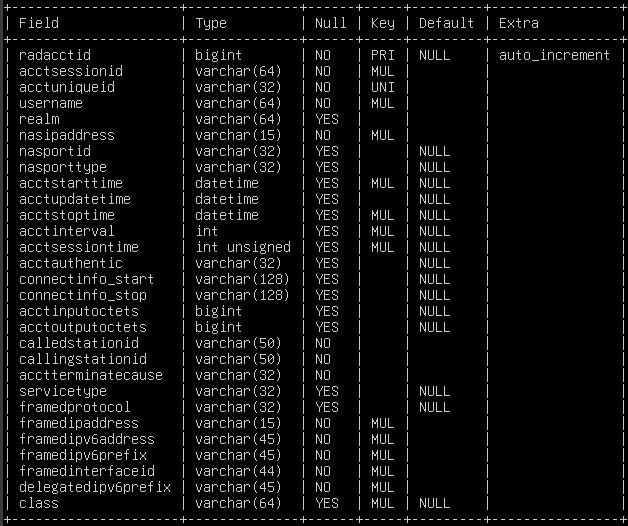 +---------------------+--------------+------+-----+---------+----------------+
| Field               | Type         | Null | Key | Default | Extra          |
+---------------------+--------------+------+-----+---------+----------------+
| radacctid           | bigint       | NO   | PRI | NULL    | auto_increment |
| acctsessionid       | varchar(64)  | NO   | MUL |         |                |
| acctuniqueid        | varchar(32)  | NO   | UNI |         |                |
| username            | varchar(64)  | NO   | MUL |         |                |
| realm               | varchar(64)  | YES  |     |         |                |
| nasipaddress        | varchar(15)  | NO   | MUL |         |                |
| nasportid           | varchar(32)  | YES  |     | NULL    |                |
| nasporttype         | varchar(32)  | YES  |     | NULL    |                |
| acctstarttime       | datetime     | YES  | MUL | NULL    |                |
| acctupdatetime      | datetime     | YES  |     | NULL    |                |
| acctstoptime        | datetime     | YES  | MUL | NULL    |                |
| acctinterval        | int          | YES  | MUL | NULL    |                |
| acctsessiontime     | int unsigned | YES  | MUL | NULL    |                |
| acctauthentic       | varchar(32)  | YES  |     | NULL    |                |
| connectinfo_start   | varchar(128) | YES  |     | NULL    |                |
| connectinfo_stop    | varchar(128) | YES  |     | NULL    |                |
| acctinputoctets     | bigint       | YES  |     | NULL    |                |
| acctoutputoctets    | bigint       | YES  |     | NULL    |                |
| calledstationid     | varchar(50)  | NO   |     |         |                |
| callingstationid    | varchar(50)  | NO   |     |         |                |
| acctterminatecause  | varchar(32)  | NO   |     |         |                |
| servicetype         | varchar(32)  | YES  |     | NULL    |                |
| framedprotocol      | varchar(32)  | YES  |     | NULL    |                |
| framedipaddress     | varchar(15)  | NO   | MUL |         |                |
| framedipv6address   | varchar(45)  | NO   | MUL |         |                |
| framedipv6prefix    | varchar(45)  | NO   | MUL |         |                |
| framedinterfaceid   | varchar(44)  | NO   | MUL |         |                |
| delegatedipv6prefix | varchar(45)  | NO   | MUL |         |                |
| class               | varchar(64)  | YES  | MUL | NULL    |                |
+---------------------+--------------+------+-----+---------+----------------+